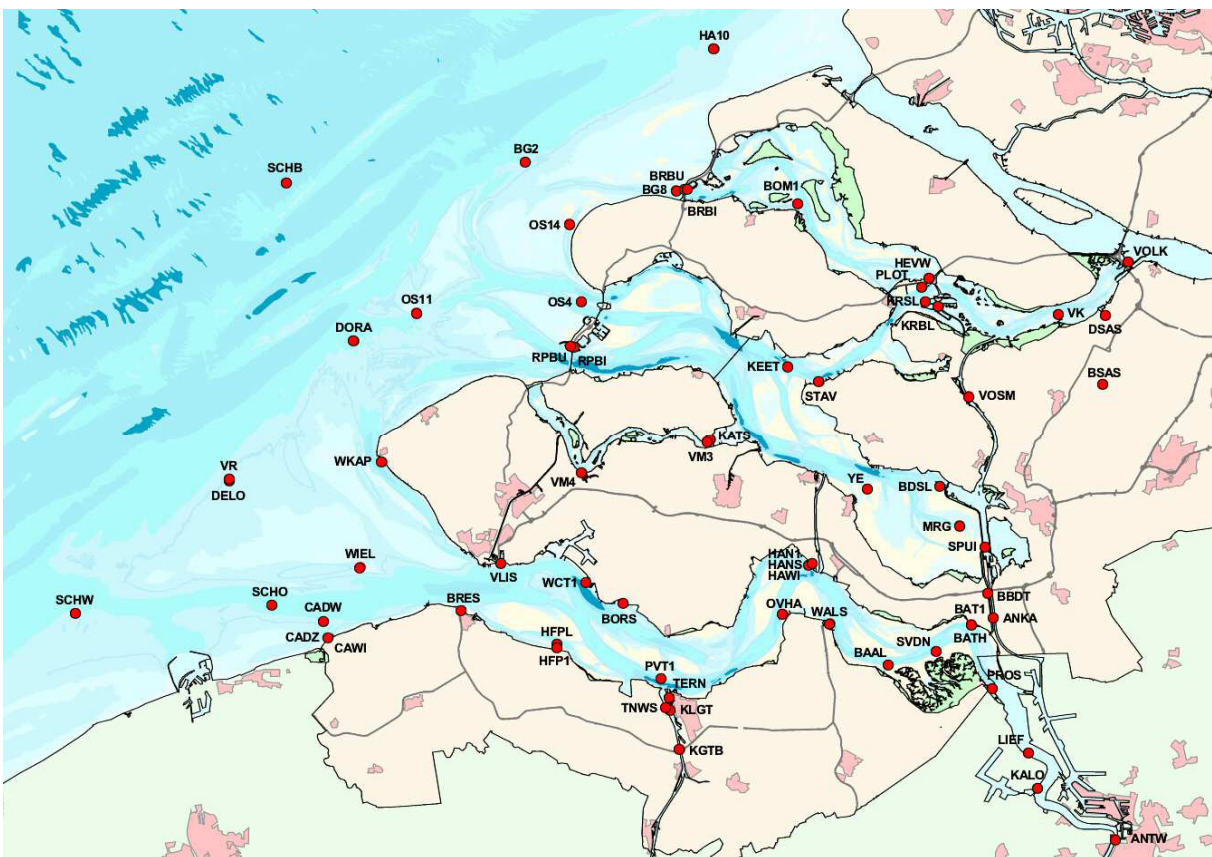 HA10
BG2
SCHB
BRBU
BG8
BRBI
BOM1
OS14
VOLK
HEVW
PLOT
OS11
OS4
KRSL
VK
DSAS
KRBL
DORA
RPBU
RPBI
KEET
STAV
BSAS
VOSM
KATS
VM3
WKAP
VR
DELO
VM4
YE
BDSL
MRG
SPUI
HAN1
HANS
HAWI
WIEL
VLIS
WCT1
SCHW
SCHO
CADW
BRES
BORS
OVHA
WALS
BBDT
BAT1
ANKA
CADZ
CAWI
HFPL
HFP1
BATH
SVDN
BAAL
PVT1
TERN
PROS
TNWS
KLGT
KGTB
LIEF
KALO
ANTW